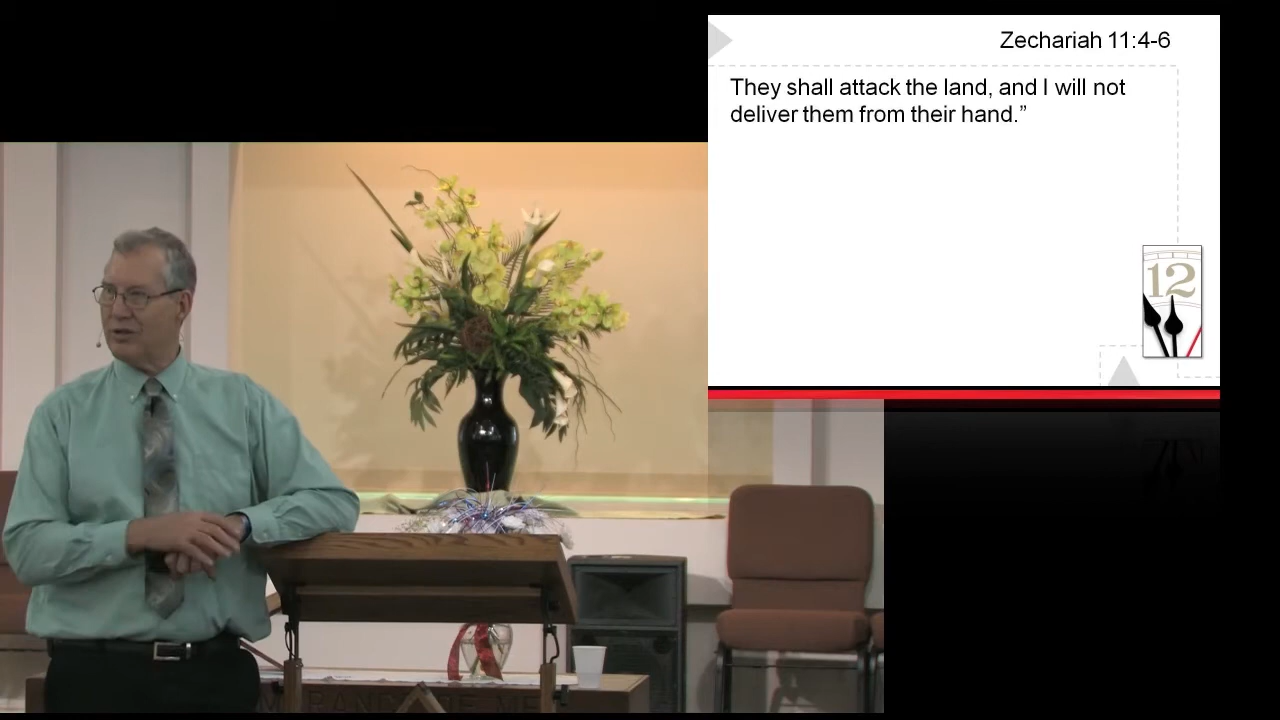 Zechariah 11:4-6
They shall attack the land, and I will not
deliver them from their hand.”
12